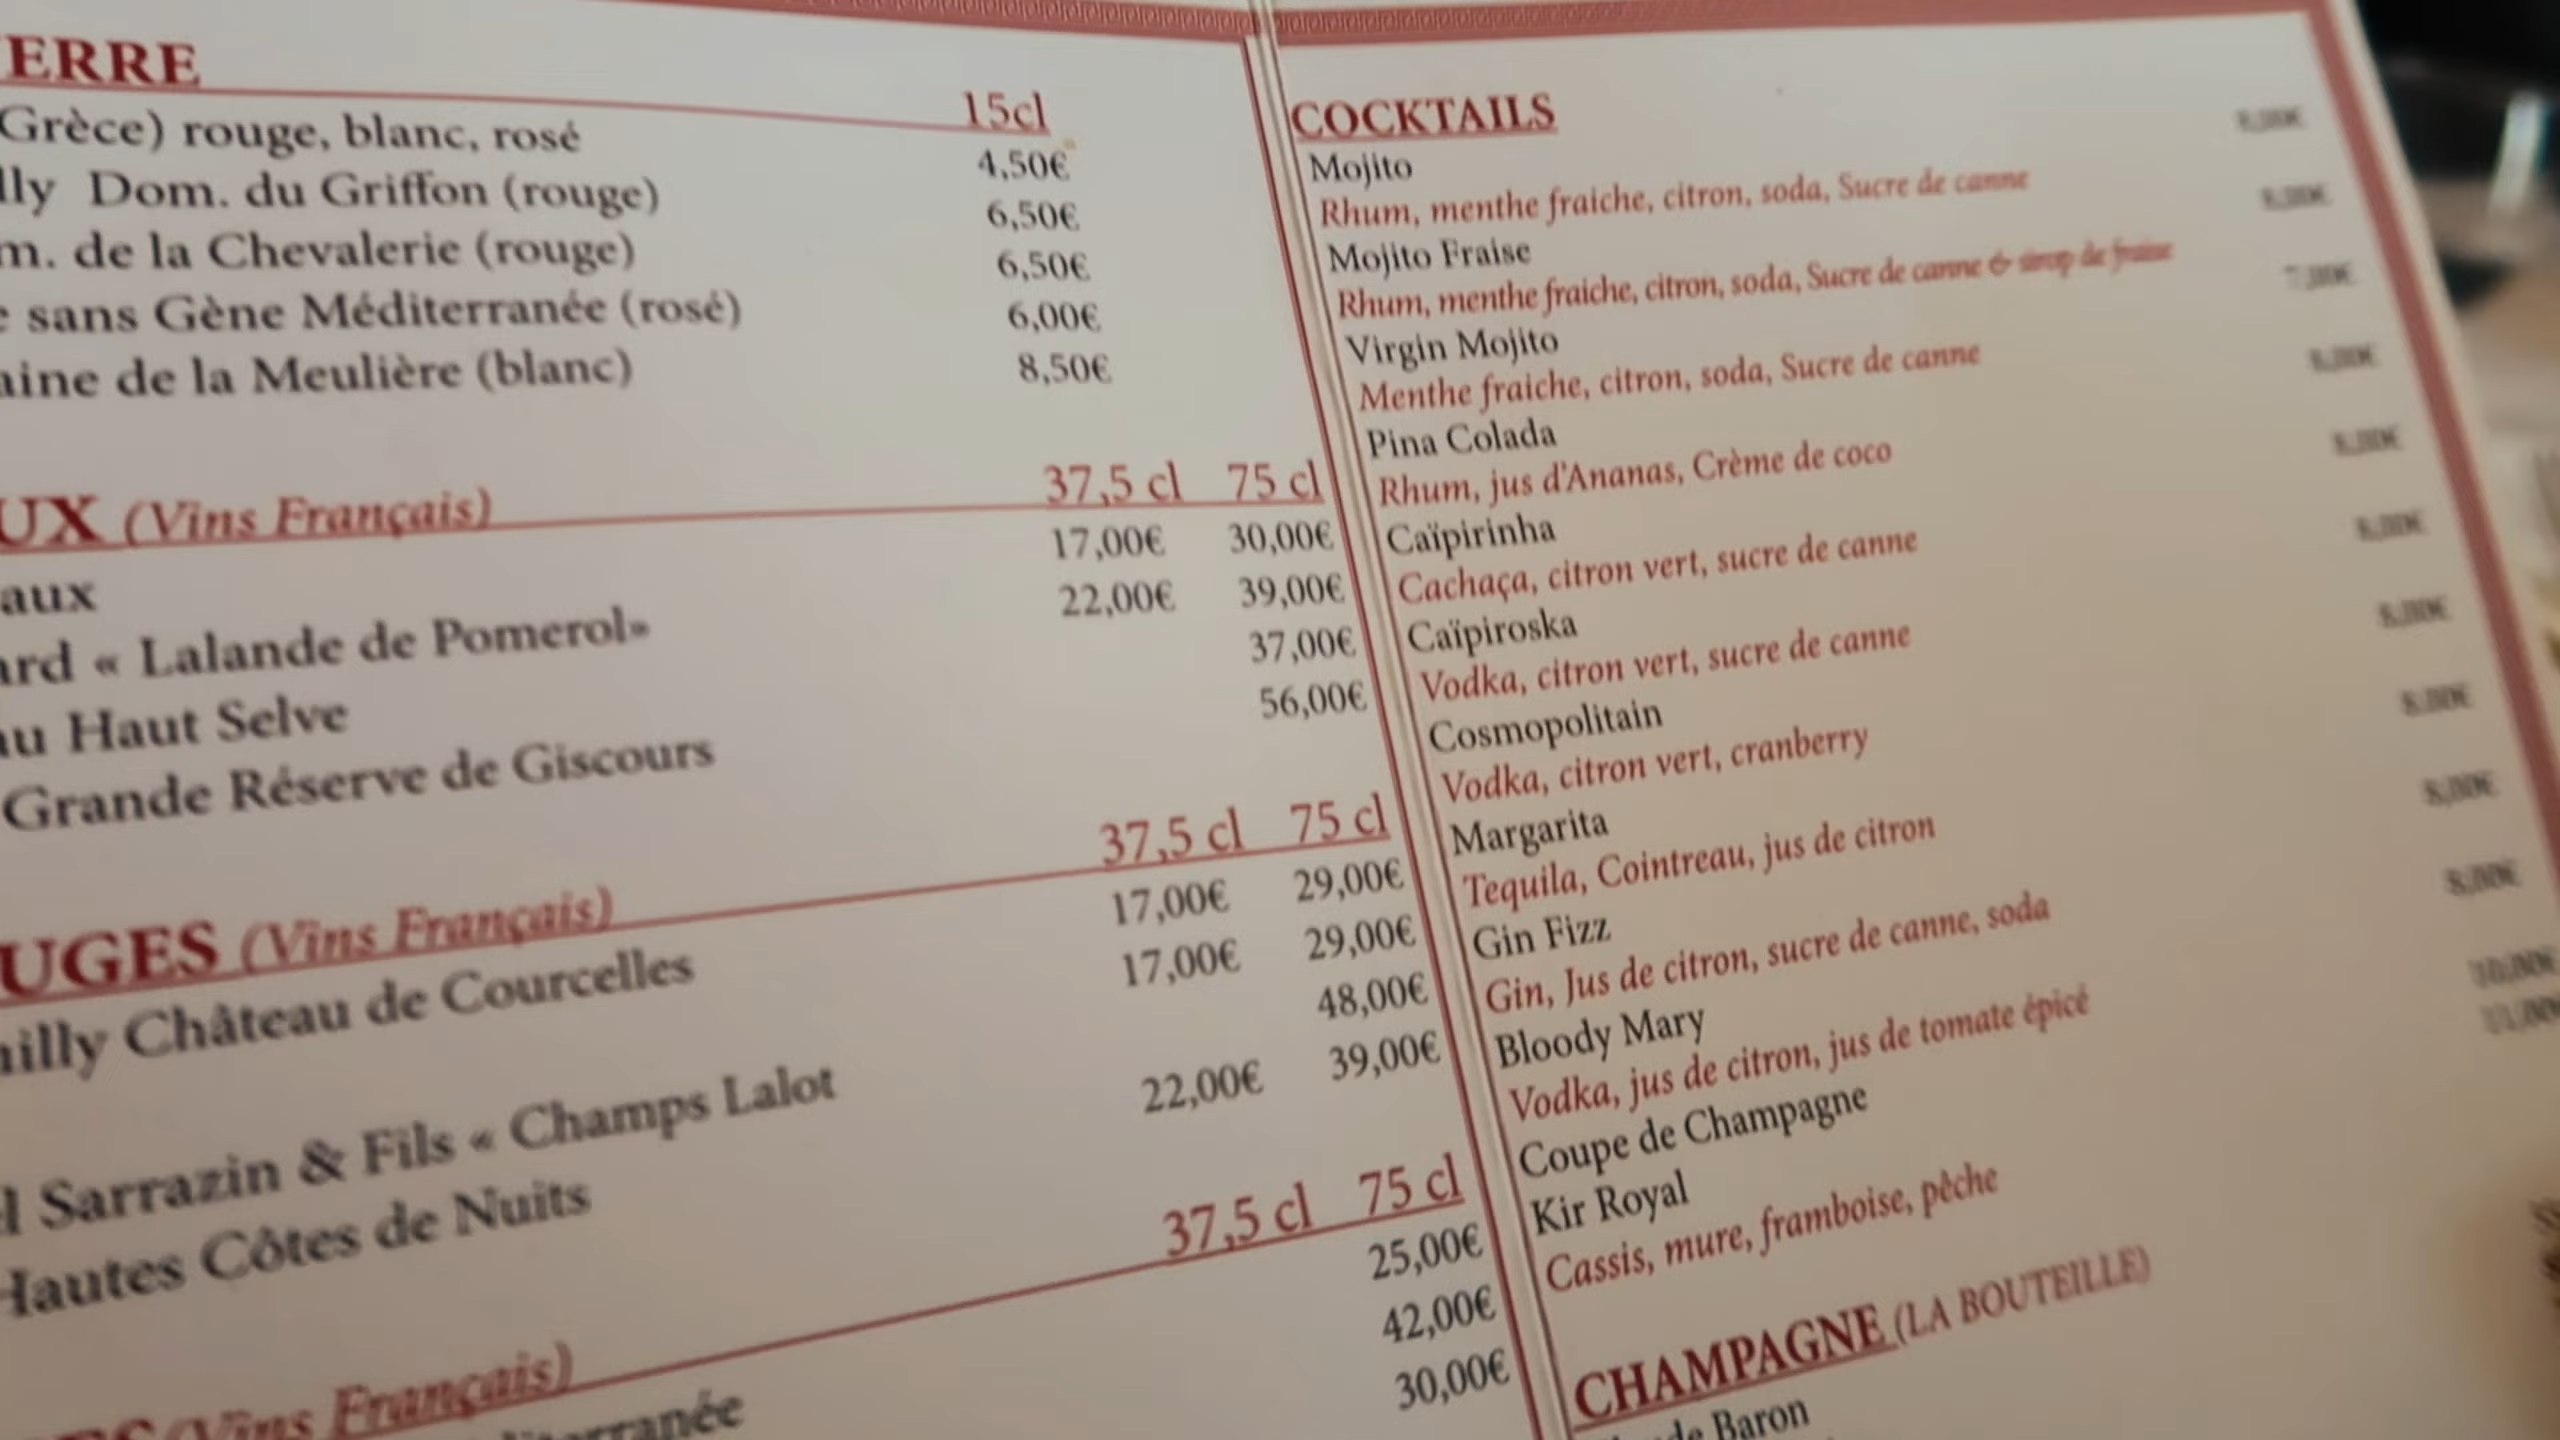 ERRE
15cl
Grèce) rouge, blanc, rosé
4,50€
lly Dom. du Griffon (rouge)
6,50€
m. de la Chevalerie (rouge)
6,50€
e sans Gène Méditerranée (rosé)
6,00€
aine de la Meulière (blanc)
8,50€
UX (Vins Français)
37,5 cl 75 cl
aux
17,00€ 30,00€
ard « Lalande de Pomerol»
22,00€ 39,00€
au Haut Selve
37,00€
Grande Réserve de Giscours
56,00€
UGES (Vins Français)
37,5 cl 75 cl
nilly Château de Courcelles
17,00€ 29,00€
17,00€ 29,00€
l Sarrazin & Fils « Champs Lalot
48,00€
Hautes Côtes de Nuits
22,00€ 39,00€
(Vins Français)
37,5 cl 75 cl
25,00€
42,00€
30,00€
COCKTAILS
Mojito
Rhum, menthe fraiche, citron, soda, Sucre de canne
Mojito Fraise
Rhum, menthe fraiche, citron, soda, Sucre de canne & sirop de fraise
Virgin Mojito
Menthe fraiche, citron, soda, Sucre de canne
Pina Colada
Rhum, jus d'Ananas, Crème de coco
Caïpirinha
Cachaça, citron vert, sucre de canne
Caïpiroska
Vodka, citron vert, sucre de canne
Cosmopolitain
Vodka, citron vert, cranberry
Margarita
Tequila, Cointreau, jus de citron
Gin Fizz
Gin, Jus de citron, sucre de canne, soda
Bloody Mary
Vodka, jus de citron, jus de tomate épicé
Coupe de Champagne
Kir Royal
Cassis, mure, framboise, pêche
CHAMPAGNE (LA BOUTEILLE)
de Baron